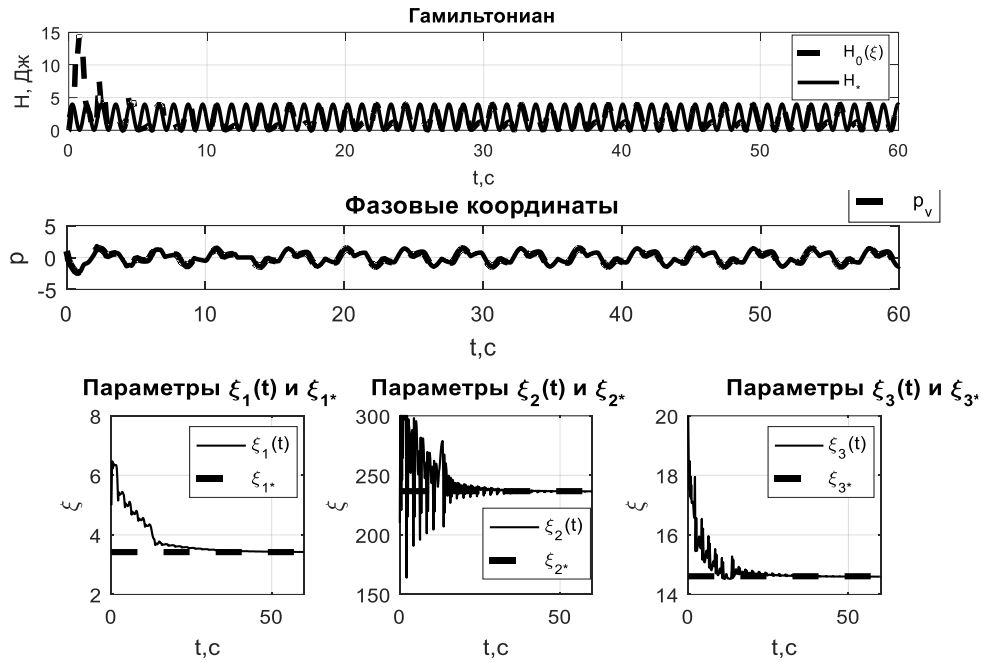 Гамильтониан
15
10
5
0
H, Дж
H₀(ξ)
H*
0 10 20 30 40 50 60
t,c
Фазовые координаты
p_v
5
0
-5
p
0 10 20 30 40 50 60
t,c
Параметры ξ₁(t) и ξ₁*
8
6
4
2
ξ
ξ₁(t)
ξ₁*
0 50
t,c
Параметры ξ₂(t) и ξ₂*
300
250
200
150
ξ
ξ₂(t)
ξ₂*
0 50
t,c
Параметры ξ₃(t) и ξ₃*
20
18
16
14
ξ
ξ₃(t)
ξ₃*
0 50
t,c